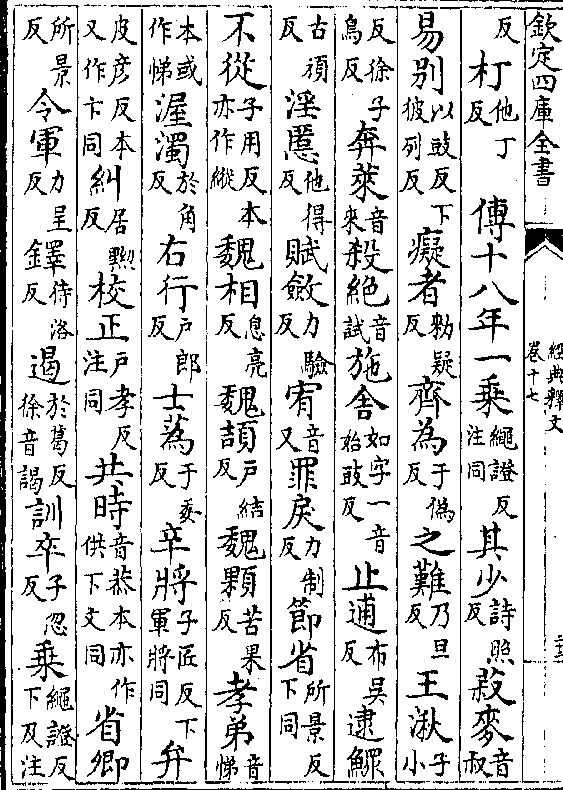 欽定四庫全書
經典釋文
卷十七
反 朾他丁反 傳十八年一乘繩證反注同 其少詩照反 菽麥音叔
易别以豉反下彼列反 癡者勑疑反 齊為于偽反 之難乃旦反 王湫子小
反徐子鳥反 奔萊音來 殺絶音試 施舍如字一音始豉反 止逋布吳反 逮鰥
古頑反 淫慝他得反 賦斂力驗反 宥音又 罪戾力制反 節省所景反下同
不從子用反本亦作縱 魏相息亮反 魏頡户結反 魏顆苦果反 孝弟音悌
本或作悌 渥濁於角反 右行户郎反 士蔿于委反 卒將子匠反下軍將同 弁
皮彦反本又作卞同 糾居黝反 校正户孝反注同 共時音恭本亦作供下文同 省卿
所景反 令軍力呈反 鐸待洛反 遏於葛反徐音謁 訓卒子忽反 乘繩證反下及注